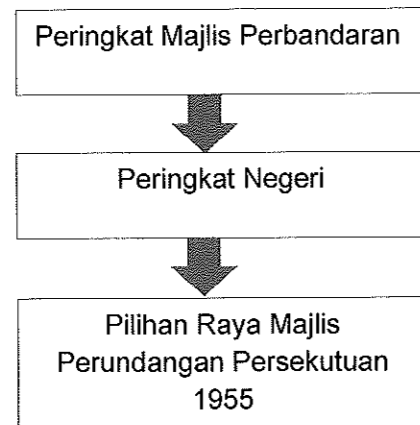 Peringkat Majlis Perbandaran
Peringkat Negeri
Pilihan Raya Majlis
Perundangan Persekutuan
1955